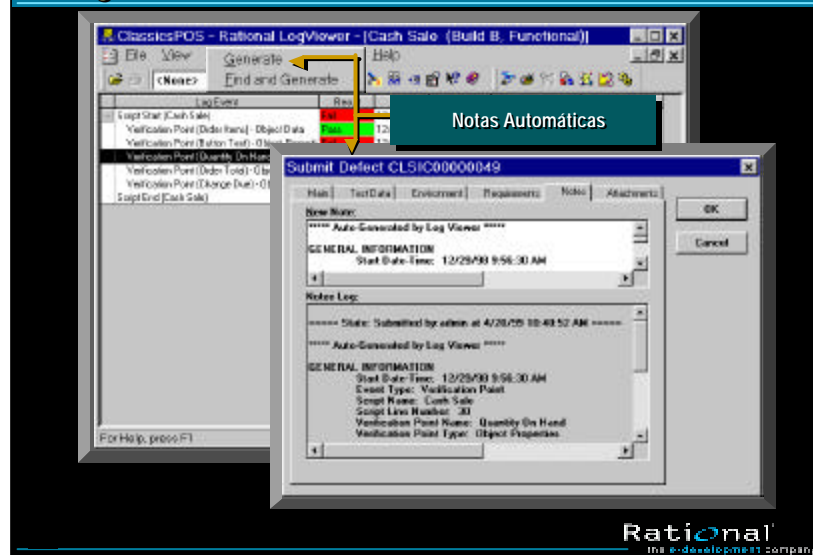 ClassicsPOS - Rational LogViewer - [Cash Sale (Build B, Functional)]
File View Help
Generate
Find and Generate
<None>
Log Event Resul
Script Start (Cash Sale) Fail
Verification Point (Order Items) - Object Data Pass 12
Verification Point (Button Text) - Object Propert
Verification Point (Quantity On Hand
Verification Point (Order Total) - Obje
Verification Point (Change Due) - Ob
Script End (Cash Sale)
For Help, press F1
Notas Automáticas
Submit Defect CLSIC00000049
Main Test Data Environment Requirements Notes Attachments
OK
Cancel
New Note:
***** Auto-Generated by Log Viewer *****
GENERAL INFORMATION
Start Date-Time: 12/29/98 9:56:30 AM
Notes Log:
====== State: Submitted by admin at 4/20/99 10:40:52 AM ======
***** Auto-Generated by Log Viewer *****
GENERAL INFORMATION
Start Date-Time: 12/29/98 9:56:30 AM
Event Type: Verification Point
Script Name: Cash Sale
Script Line Number: 30
Verification Point Name: Quantity On Hand
Verification Point Type: Object Properties
Rational
the e-development compan